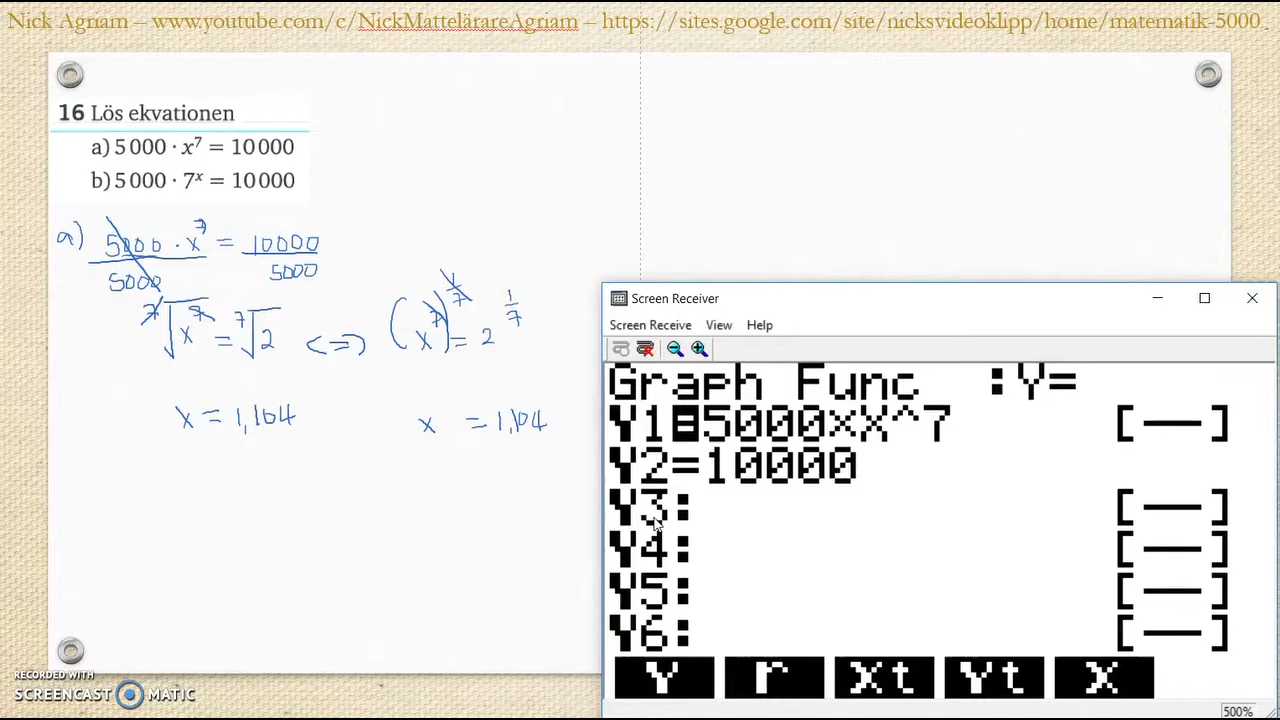 Nick Agriam – www.youtube.com/c/NickMattelärareAgriam – https://sites.google.com/site/nicksvideoklipp/home/matematik-5000
16 Lös ekvationen
a) 5 000 · x⁷ = 10 000
b) 5 000 · 7ˣ = 10 000
a) 5000 · x⁷ = 10000
5000 5000
⁷√x⁷ = ⁷√2 <=> (x⁷)^1/7 = 2^1/7
x = 1,104 x = 1,104
Screen Receiver
Screen Receive View Help
Graph Func :Y=
Y1=5000×X^7 [—]
Y2=10000
Y3: [—]
Y4: [—]
Y5: [—]
Y6: [—]
Y r Xt Yt X
500%
RECORDED WITH
SCREENCAST MATIC